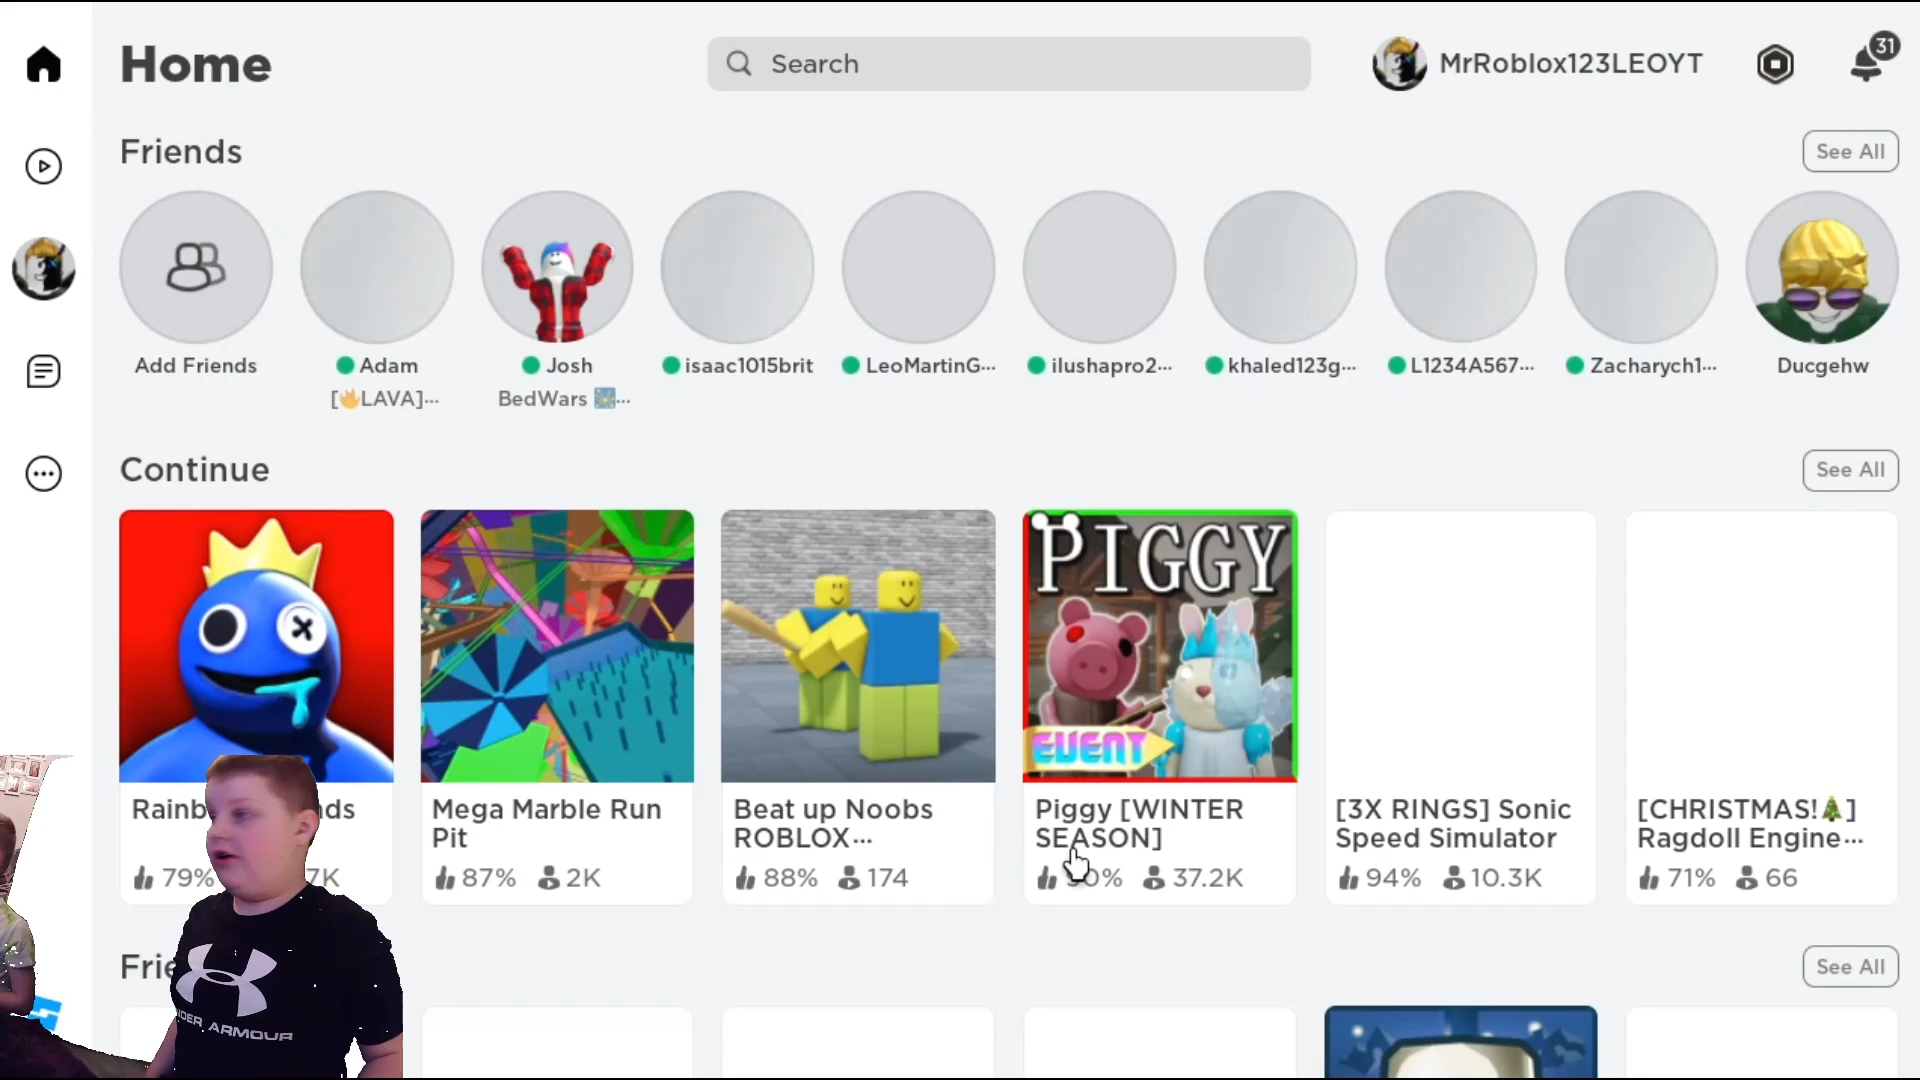 Home
Search
MrRoblox123LEOYT
31
Friends
See All
Add Friends
Adam
[🔥LAVA]...
Josh
BedWars ...
isaac1015brit
LeoMartinG...
ilushapro2...
khaled123g...
L1234A567...
Zacharych1...
Ducgehw
Continue
See All
PIGGY
EVENT
79%
Mega Marble Run
Pit
87% 2K
Beat up Noobs
ROBLOX...
88% 174
Piggy [WINTER
SEASON]
37.2K
[3X RINGS] Sonic
Speed Simulator
94% 10.3K
[CHRISTMAS!🎄]
Ragdoll Engine...
71% 66
See All
ARMOUR